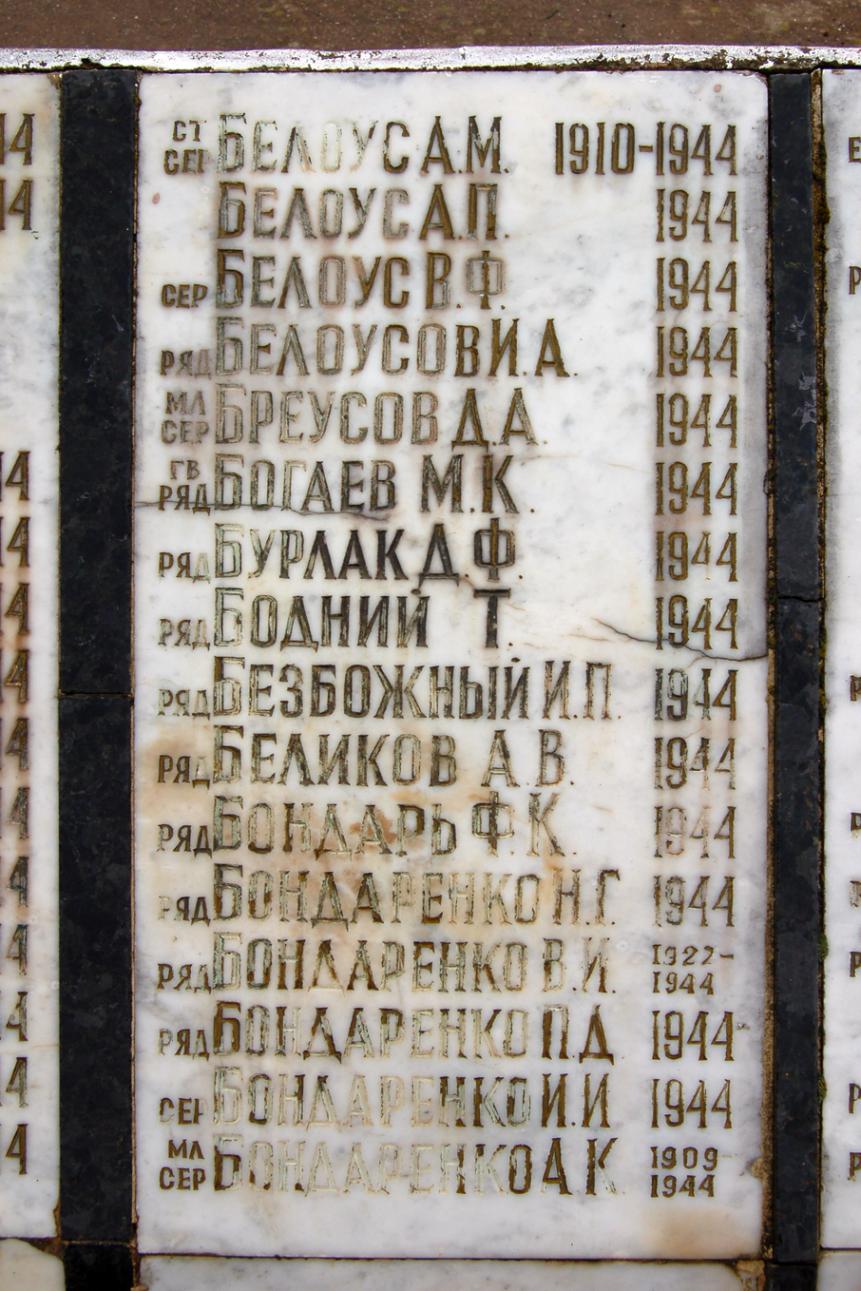 СТ СЕР БЕЛОУС А.М. 1910-1944
БЕЛОУС А.П. 1944
СЕР БЕЛОУС В.Ф. 1944
РЯД БЕЛОУСОВ И.А. 1944
МЛ СЕР БРЕУСОВ Д.А. 1944
ГВ РЯД БОГАЕВ М.К. 1944
РЯД БУРЛАК Д.Ф. 1944
РЯД БОДНИЙ Т. 1944
РЯД БЕЗБОЖНЫЙ И.П. 1944
РЯД БЕЛИКОВ А.В. 1944
РЯД БОНДАРЬ Ф.К. 1944
РЯД БОНДАРЕНКО Н.Г. 1944
РЯД БОНДАРЕНКО В.И. 1922-1944
РЯД БОНДАРЕНКО П.Д 1944
СЕР БОНДАРЕНКО И.И 1944
МЛ СЕР БОНДАРЕНКО А.К 1909-1944